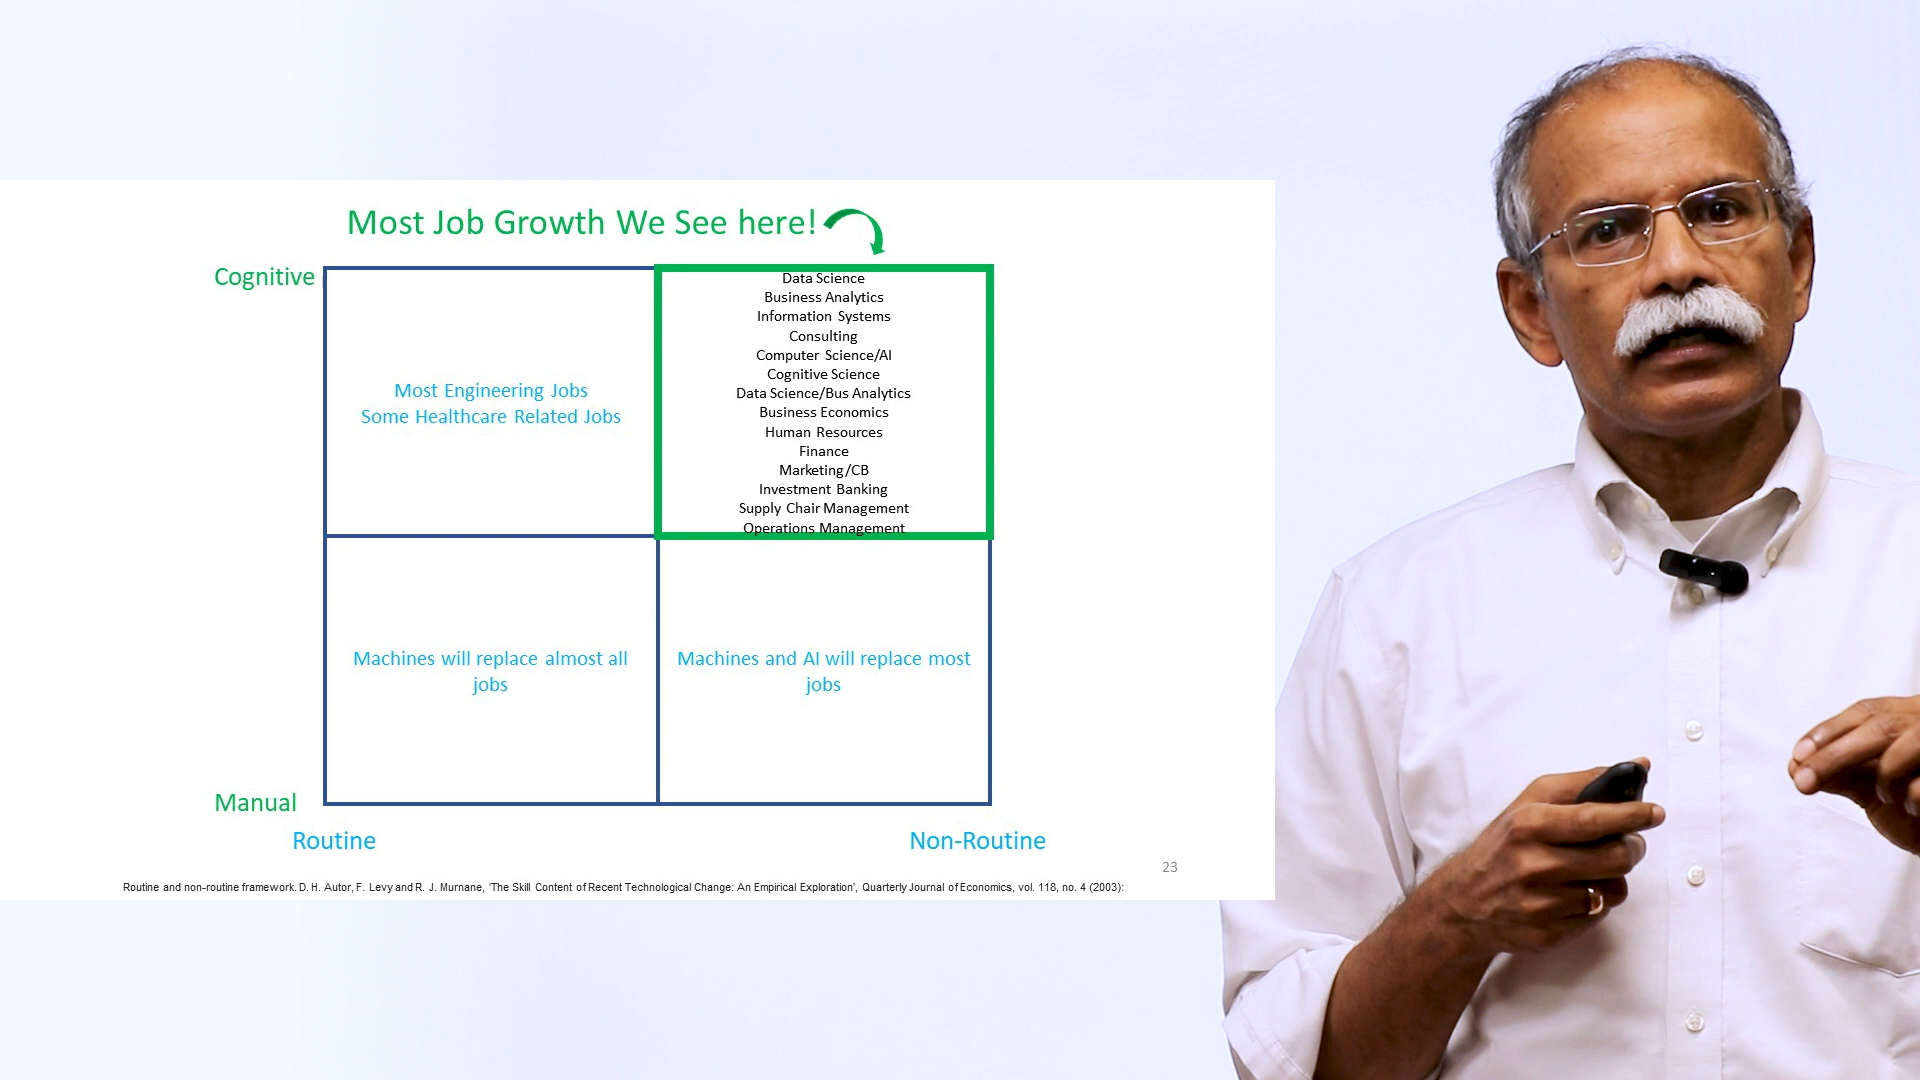 Most Job Growth We See here!
Cognitive
Data Science
Business Analytics
Information Systems
Consulting
Computer Science/AI
Cognitive Science
Data Science/Bus Analytics
Business Economics
Human Resources
Finance
Marketing/CB
Investment Banking
Supply Chair Management
Operations Management
Most Engineering Jobs
Some Healthcare Related Jobs
Machines will replace almost all
jobs
Machines and AI will replace most
jobs
Manual
Routine
Non-Routine
23
Routine and non-routine framework. D. H. Autor, F. Levy and R. J. Murnane, 'The Skill Content of Recent Technological Change: An Empirical Exploration', Quarterly Journal of Economics, vol. 118, no. 4 (2003):